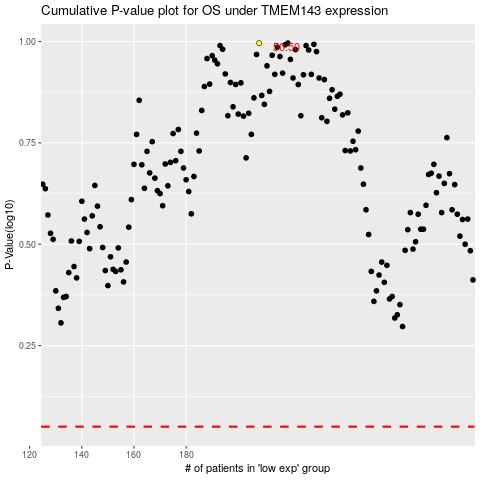 Cumulative P-value plot for OS under TMEM143 expression
P-Value(log10)
1.00
0.75
0.50
0.25
120 140 160 180
# of patients in 'low exp' group